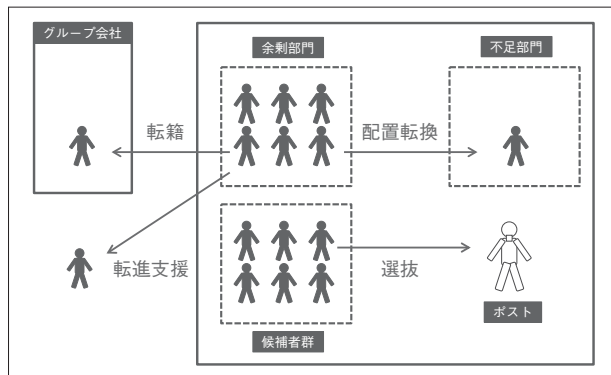 グループ会社
余剰部門
不足部門
転籍
配置転換
転進支援
選抜
候補者群
ポスト